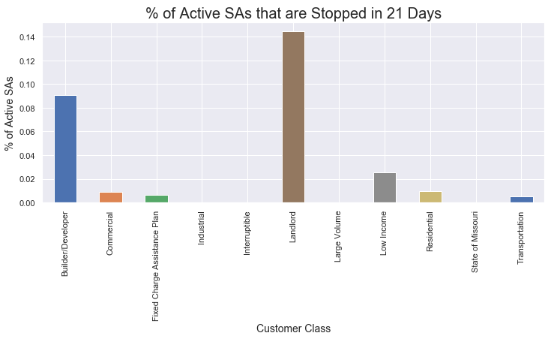 % of Active SAs that are Stopped in 21 Days
% of Active SAs
0.14
0.12
0.10
0.08
0.06
0.04
0.02
0.00
Builder/Developer
Commercial
Fixed Charge Assistance Plan
Industrial
Interruptible
Landlord
Large Volume
Low Income
Residential
State of Missouri
Transportation
Customer Class